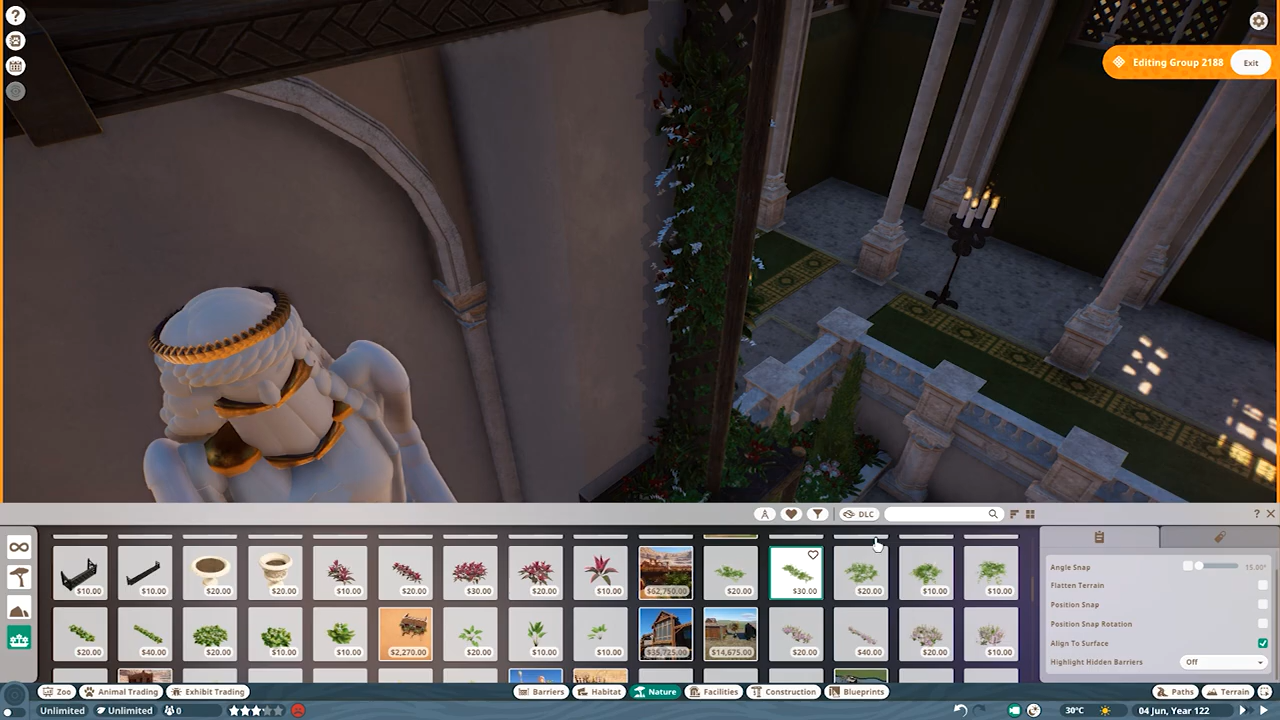 ?
Editing Group 2188 Exit
DLC
? ×
$10.00 $10.00 $20.00 $20.00 $10.00 $20.00 $30.00 $20.00 $10.00 $62,750.00 $20.00 $30.00 $20.00 $10.00 $10.00
Angle Snap 15.00°
Flatten Terrain
Position Snap
Position Snap Rotation
Align To Surface
Highlight Hidden Barriers Off
$20.00 $40.00 $20.00 $10.00 $10.00 $2,270.00 $20.00 $10.00 $10.00 $35,725.00 $14,675.00 $20.00 $40.00 $20.00 $10.00
Zoo Animal Trading Exhibit Trading Barriers Habitat Nature Facilities Construction Blueprints Paths Terrain
Unlimited Unlimited 0 30°C 04 Jun, Year 122